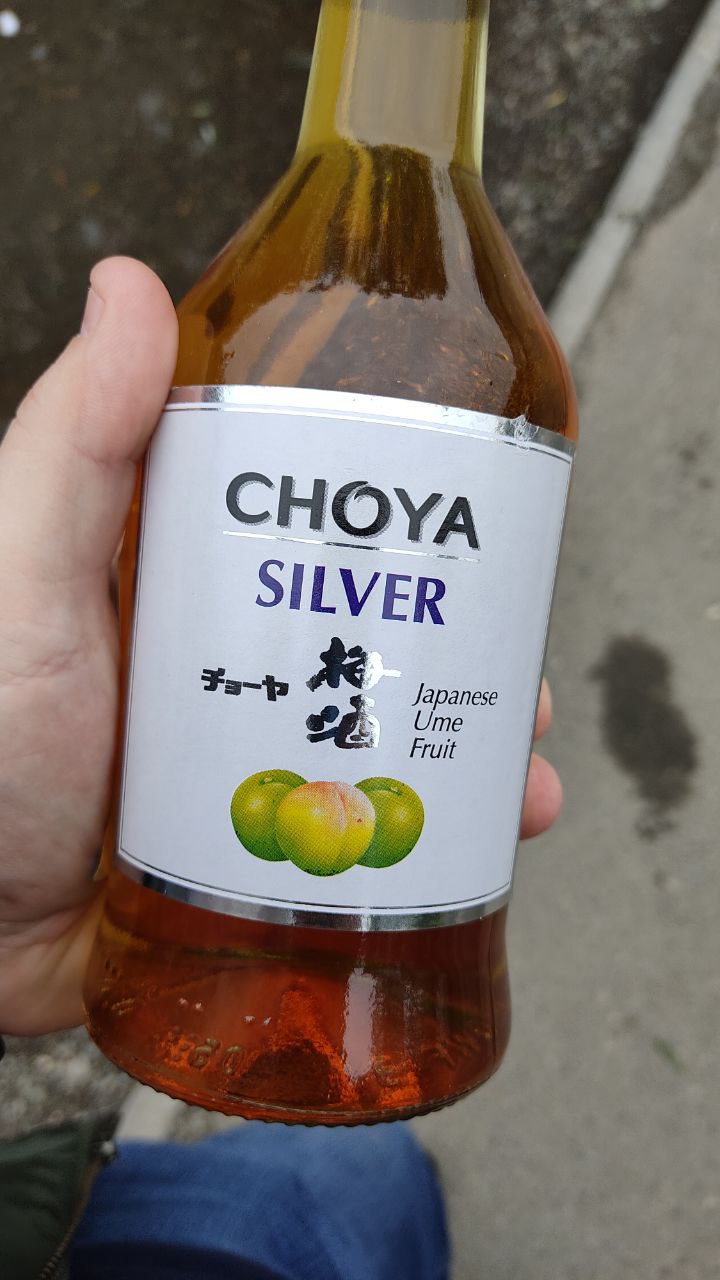 CHOYA
SILVER
チョーヤ
梅酒
Japanese
Ume
Fruit